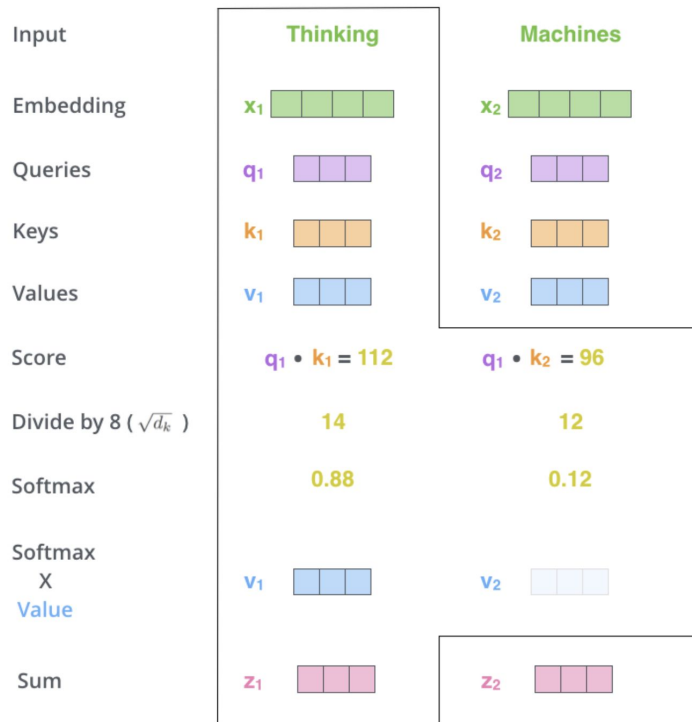 Input Thinking Machines
Embedding x₁ x₂
Queries q₁ q₂
Keys k₁ k₂
Values v₁ v₂
Score q₁ • k₁ = 112 q₁ • k₂ = 96
Divide by 8 ( √dₖ ) 14 12
Softmax 0.88 0.12
Softmax
X v₁ v₂
Value
Sum z₁ z₂